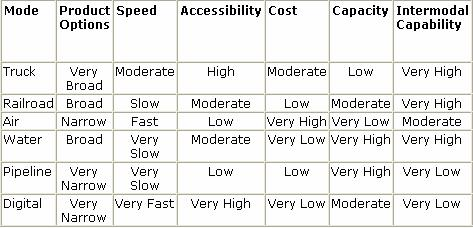 Mode Product Options Speed Accessibility Cost Capacity Intermodal Capability
Truck Very Broad Moderate High Moderate Low Very High
Railroad Broad Slow Moderate Low Moderate Very High
Air Narrow Fast Low Very High Very Low Moderate
Water Broad Very Slow Moderate Very Low Very High Very High
Pipeline Very Narrow Very Slow Low Low Very High Very Low
Digital Very Narrow Very Fast Very High Very Low Moderate Very Low